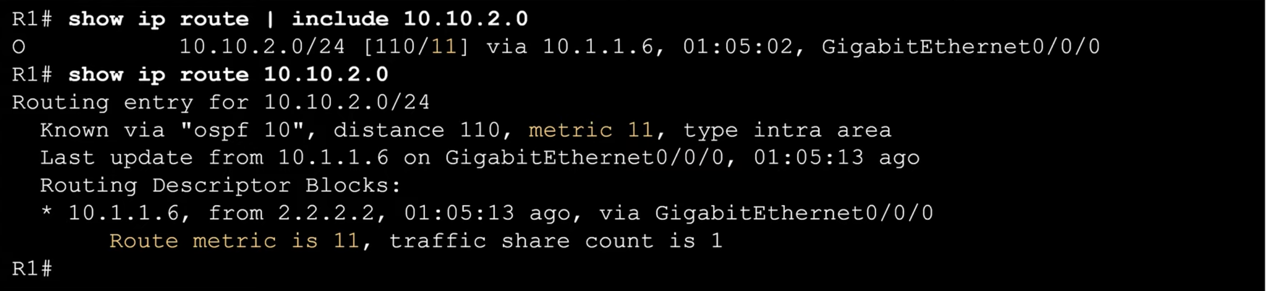 R1# show ip route | include 10.10.2.0
O 10.10.2.0/24 [110/11] via 10.1.1.6, 01:05:02, GigabitEthernet0/0/0
R1# show ip route 10.10.2.0
Routing entry for 10.10.2.0/24
Known via "ospf 10", distance 110, metric 11, type intra area
Last update from 10.1.1.6 on GigabitEthernet0/0/0, 01:05:13 ago
Routing Descriptor Blocks:
* 10.1.1.6, from 2.2.2.2, 01:05:13 ago, via GigabitEthernet0/0/0
Route metric is 11, traffic share count is 1
R1#